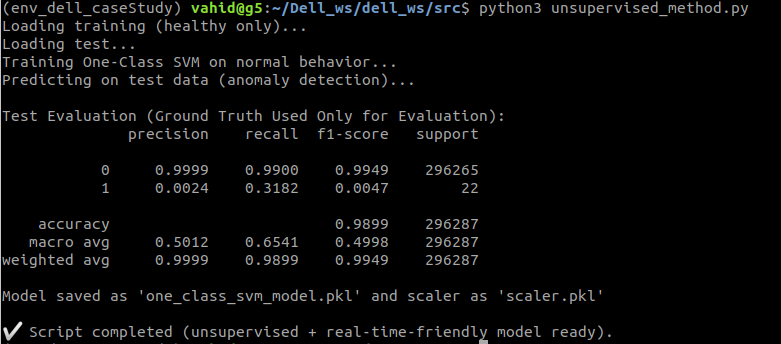 (env_dell_caseStudy) vahid@g5:~/Dell_ws/dell_ws/src$ python3 unsupervised_method.py
Loading training (healthy only)...
Loading test...
Training One-Class SVM on normal behavior...
Predicting on test data (anomaly detection)...
Test Evaluation (Ground Truth Used Only for Evaluation):
precision recall f1-score support
0 0.9999 0.9900 0.9949 296265
1 0.0024 0.3182 0.0047 22
accuracy 0.9899 296287
macro avg 0.5012 0.6541 0.4998 296287
weighted avg 0.9999 0.9899 0.9949 296287
Model saved as 'one_class_svm_model.pkl' and scaler as 'scaler.pkl'
✔ Script completed (unsupervised + real-time-friendly model ready).